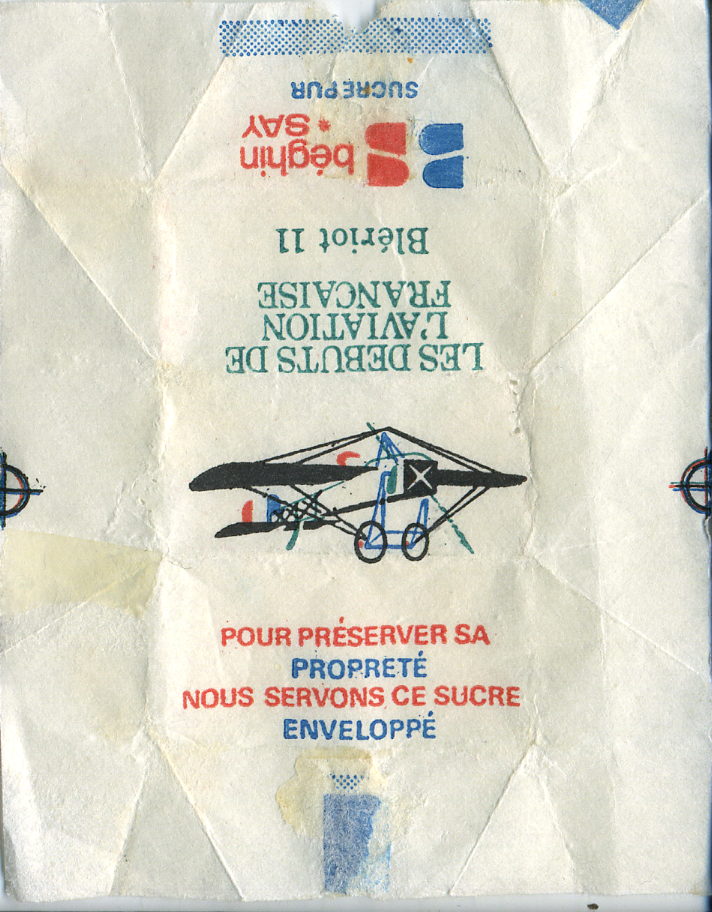 SUCRE PUR
béghin
* SAY
Blériot 11
LES DEBUTS DE
L'AVIATION
FRANCAISE
POUR PRÉSERVER SA
PROPRETÉ
NOUS SERVONS CE SUCRE
ENVELOPPÉ